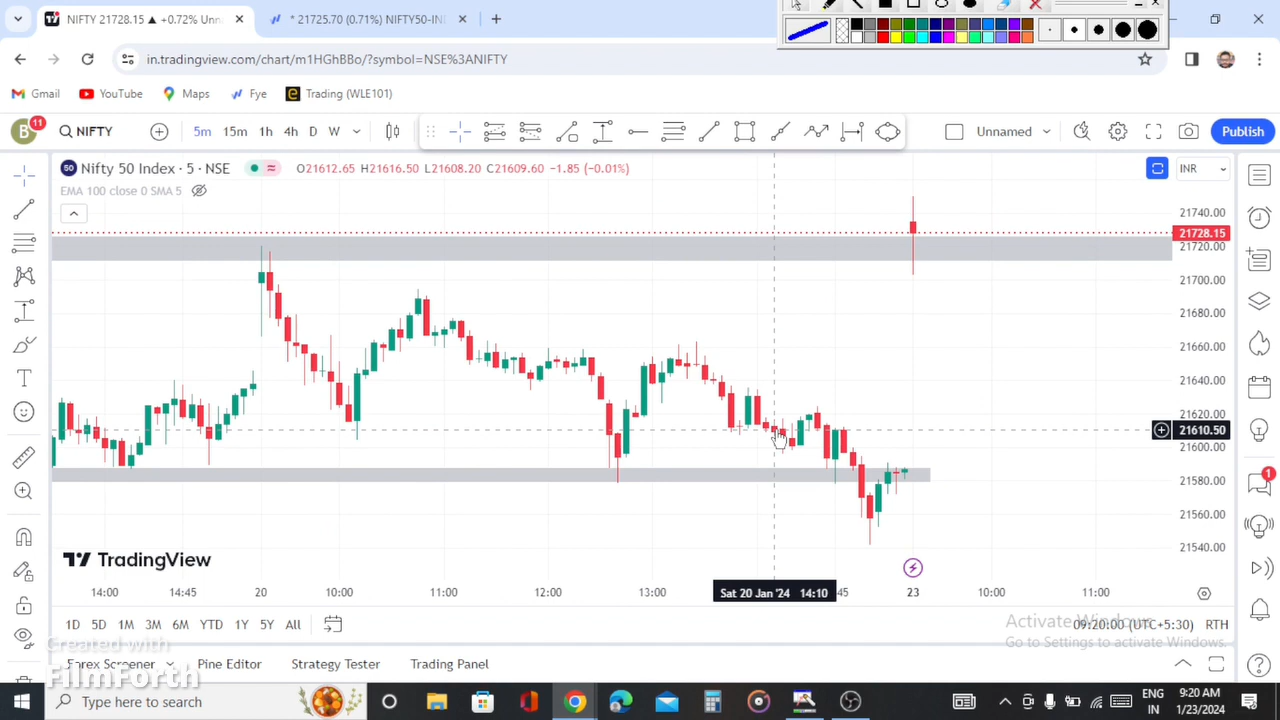 NIFTY 21728.15 ▲ +0.72% Unn
* 21725.70 (0.71%) NIFTY50-IN
in.tradingview.com/chart/m1HGhBBo/?symbol=NSE%3ANIFTY
Gmail YouTube Maps Fye Trading (WLE101)
B 11 NIFTY 5m 15m 1h 4h D W Unnamed Publish
50 Nifty 50 Index · 5 · NSE O21612.65 H21616.50 L21608.20 C21609.60 −1.85 (−0.01%) INR
EMA 100 close 0 SMA 5
21740.00
21728.15
21720.00
21700.00
21680.00
21660.00
21640.00
21620.00
21610.50
21600.00
21580.00
21560.00
21540.00
TradingView
14:00 14:45 20 10:00 11:00 12:00 13:00 Sat 20 Jan '24 14:10 :45 23 10:00 11:00
1
1D 5D 1M 3M 6M YTD 1Y 5Y All 09:20:00 (UTC+5:30) RTH
Activate Windows
Go to Settings to activate Windows.
Created with
FilmForth
Forex Screener Pine Editor Strategy Tester Trading Panel
Type here to search
ENG
IN
9:20 AM
1/23/2024